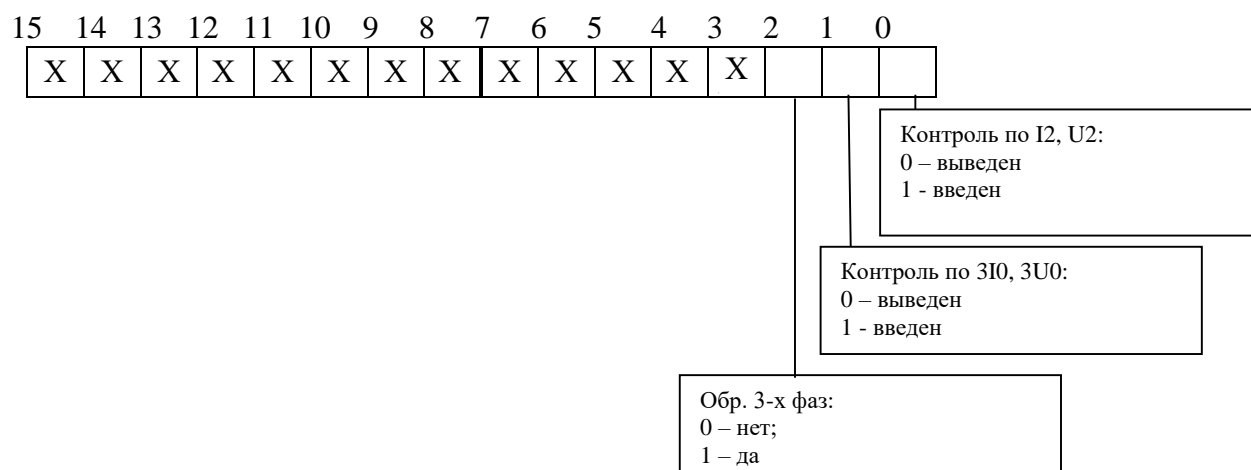 15 14 13 12 11 10 9 8 7 6 5 4 3 2 1 0
X X X X X X X X X X X X X
Контроль по I2, U2:
0 – выведен
1 - введен
Контроль по 3I0, 3U0:
0 – выведен
1 - введен
Обр. 3-х фаз:
0 – нет;
1 – да